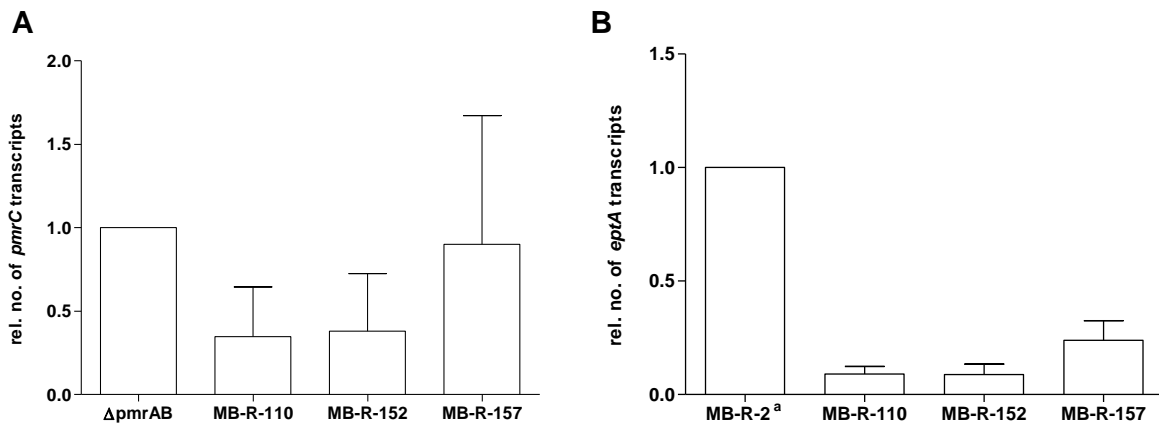 A
rel. no. of pmrC transcripts
2.0
1.5
1.0
0.5
0.0
ΔpmrAB MB-R-110 MB-R-152 MB-R-157
B
rel. no. of eptA transcripts
1.5
1.0
0.5
0.0
MB-R-2 a MB-R-110 MB-R-152 MB-R-157